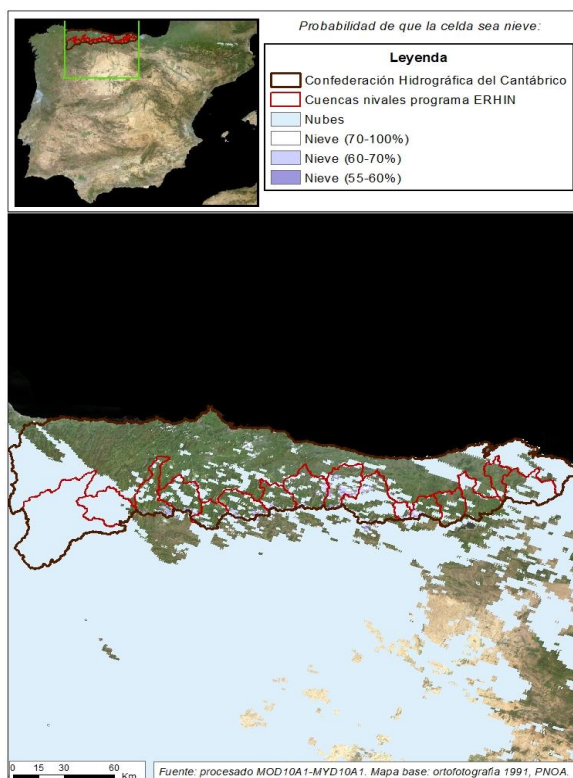 Probabilidad de que la celda sea nieve:
Leyenda
Confederación Hidrográfica del Cantábrico
Cuencas nivales programa ERHIN
Nubes
Nieve (70-100%)
Nieve (60-70%)
Nieve (55-60%)
0 15 30 60
Km
Fuente: procesado MOD10A1-MYD10A1. Mapa base: ortofotografía 1991, PNOA.